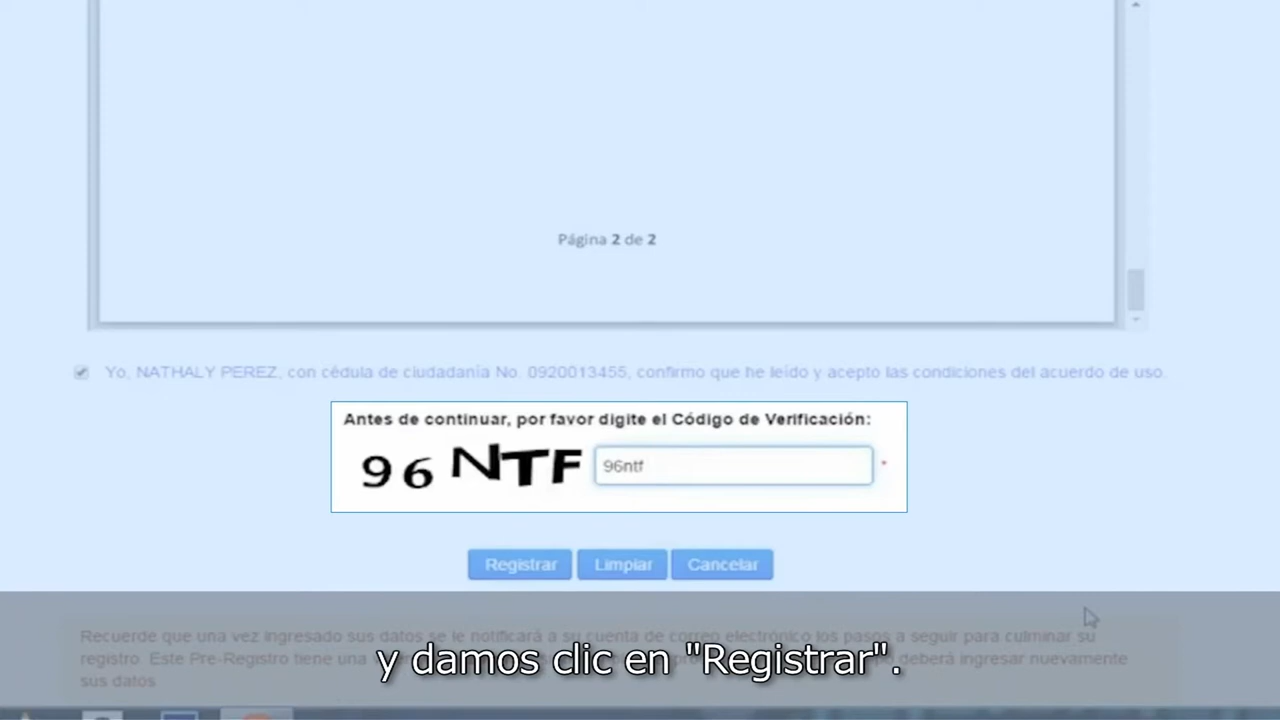 Página 2 de 2
Yo, NATHALY PEREZ, con cédula de ciudadanía No. 0920013455, confirmo que he leído y acepto las condiciones del acuerdo de uso.
Antes de continuar, por favor digite el Código de Verificación:
96 NTF 96ntf *
Registrar Limpiar Cancelar
Recuerde que una vez ingresado sus datos se le notificará a su cuenta de correo electrónico los pasos a seguir para culminar su
registro. Este Pre-Registro tiene una deberá ingresar nuevamente
sus datos
y damos clic en "Registrar".